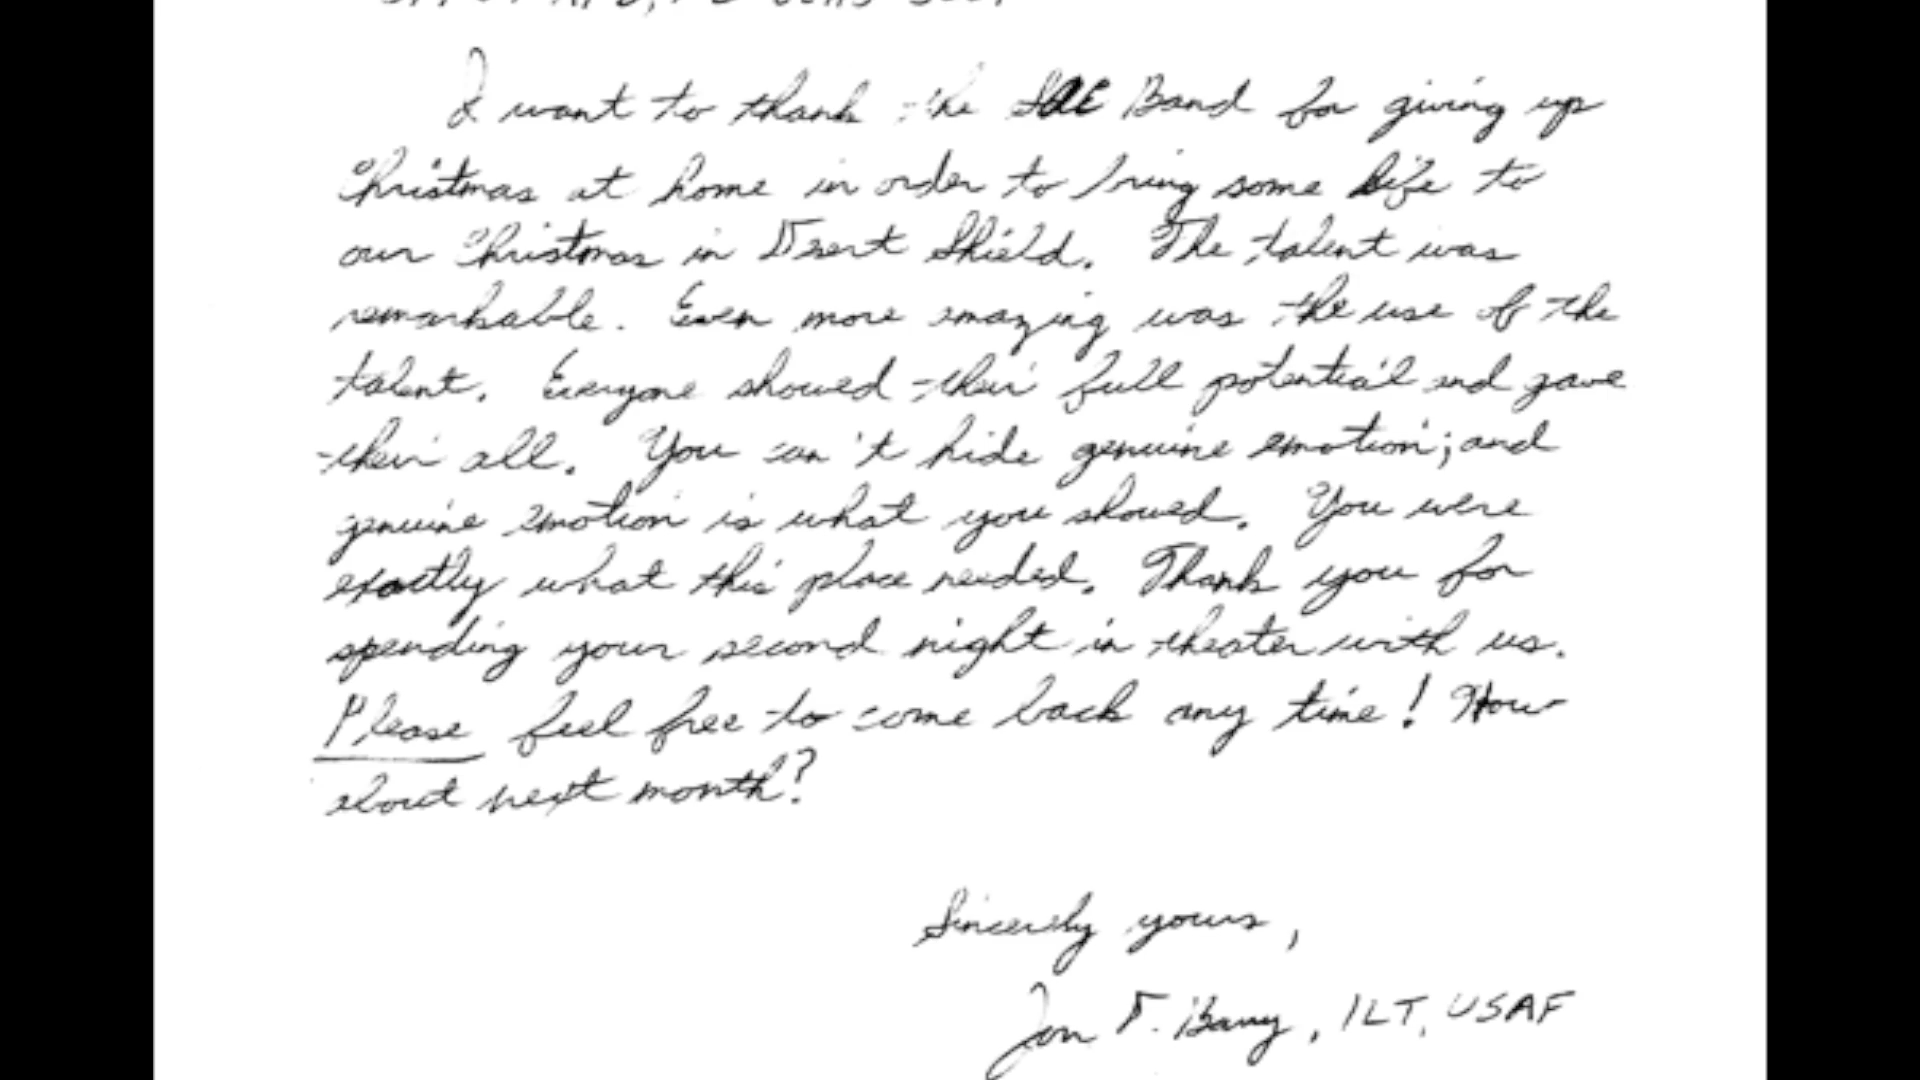 I want to thank the SAC Band for giving up
Christmas at home in order to bring some life to
our Christmas in Desert Shield. The talent was
remarkable. Even more amazing was the use of the
talent. Everyone showed their full potential and gave
their all. You can't hide genuine emotion; and
genuine emotion is what you showed. You were
exactly what this place needed. Thank you for
spending your second night in theater with us.
Please feel free to come back any time! How
about next month?
Sincerely yours,
Jon D. Barry, 1LT, USAF